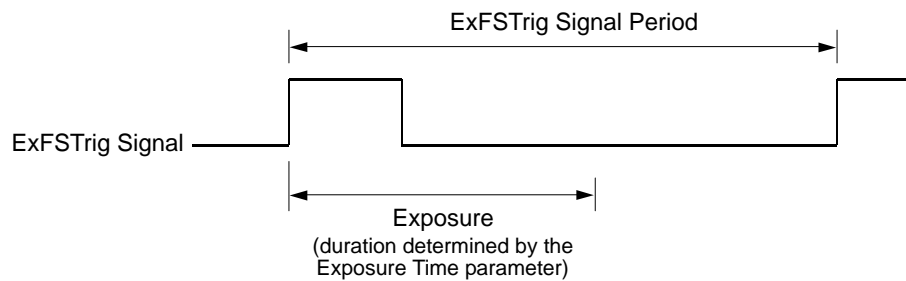 ExFSTrig Signal Period
ExFSTrig Signal
Exposure
(duration determined by the
Exposure Time parameter)